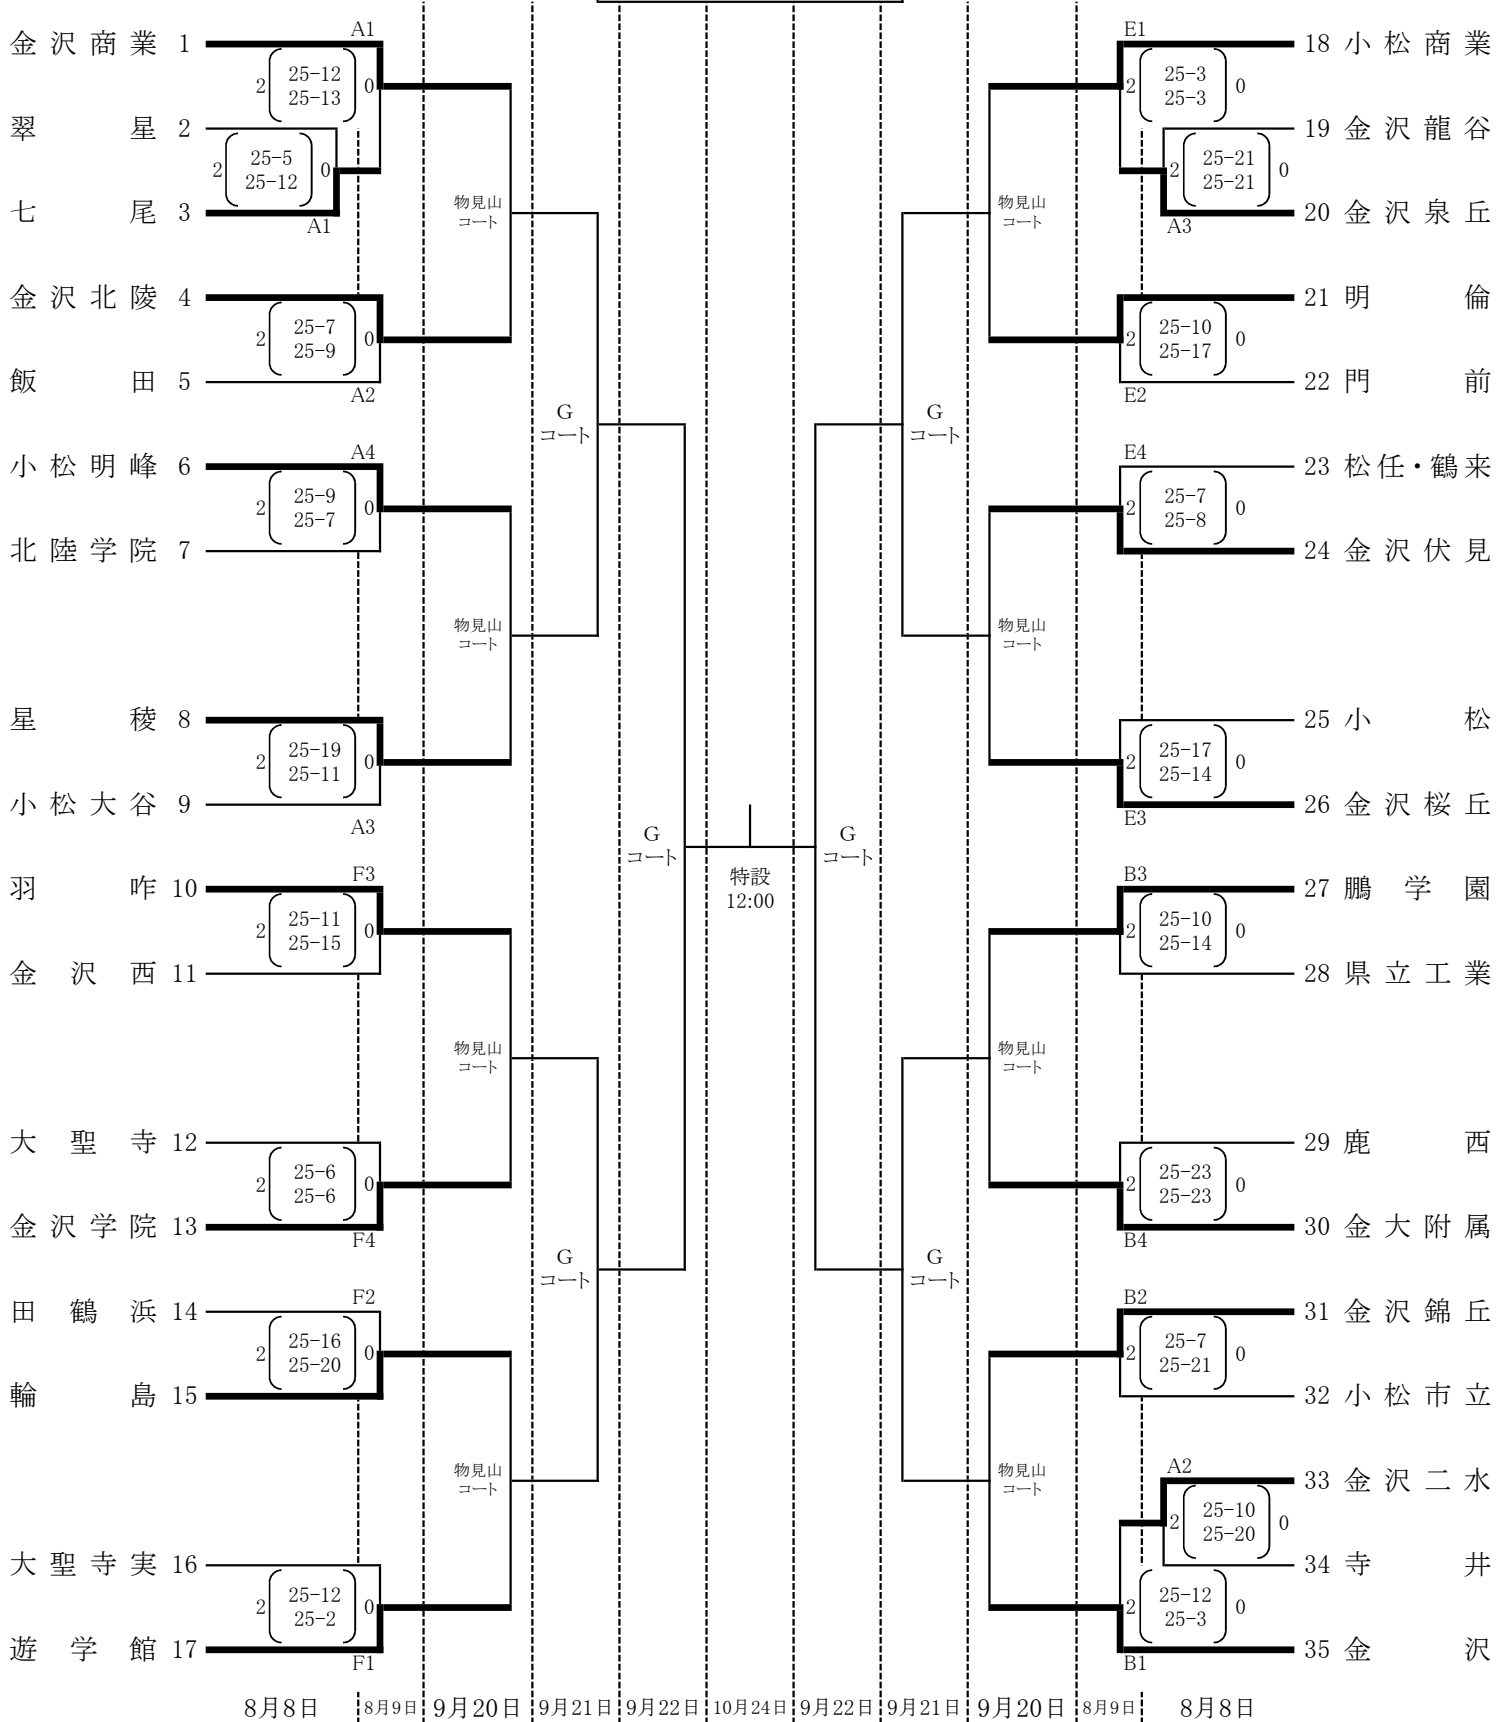 金沢商業 1
A1
2 25-12 0
25-13
翠星 2
2 25-5 0
25-12
七尾 3
A1
物見山
コート
金沢北陵 4
2 25-7 0
25-9
飯田 5
A2
G
コート
小松明峰 6
A4
2 25-9 0
25-7
北陸学院 7
物見山
コート
星稜 8
2 25-19 0
25-11
小松大谷 9
A3
G
コート
羽咋 10
F3
2 25-11 0
25-15
金沢西 11
物見山
コート
大聖寺 12
2 25-6 0
25-6
金沢学院 13
F4
G
コート
田鶴浜 14
F2
2 25-16 0
25-20
輪島 15
物見山
コート
大聖寺実 16
2 25-12 0
25-2
遊学館 17
F1
特設
12:00
E1
18 小松商業
2 25-3 0
25-3
19 金沢龍谷
2 25-21 0
25-21
20 金沢泉丘
A3
物見山
コート
21 明倫
2 25-10 0
25-17
22 門前
E2
G
コート
E4
23 松任・鶴来
2 25-7 0
25-8
24 金沢伏見
物見山
コート
25 小松
2 25-17 0
25-14
26 金沢桜丘
E3
G
コート
B3
27 鵬学園
2 25-10 0
25-14
28 県立工業
物見山
コート
29 鹿西
2 25-23 0
25-23
30 金大附属
B4
G
コート
B2
31 金沢錦丘
2 25-7 0
25-21
32 小松市立
物見山
コート
A2
33 金沢二水
2 25-10 0
25-20
34 寺井
2 25-12 0
25-3
35 金沢
B1
8月8日 8月9日 9月20日 9月21日 9月22日 10月24日 9月22日 9月21日 9月20日 8月9日 8月8日